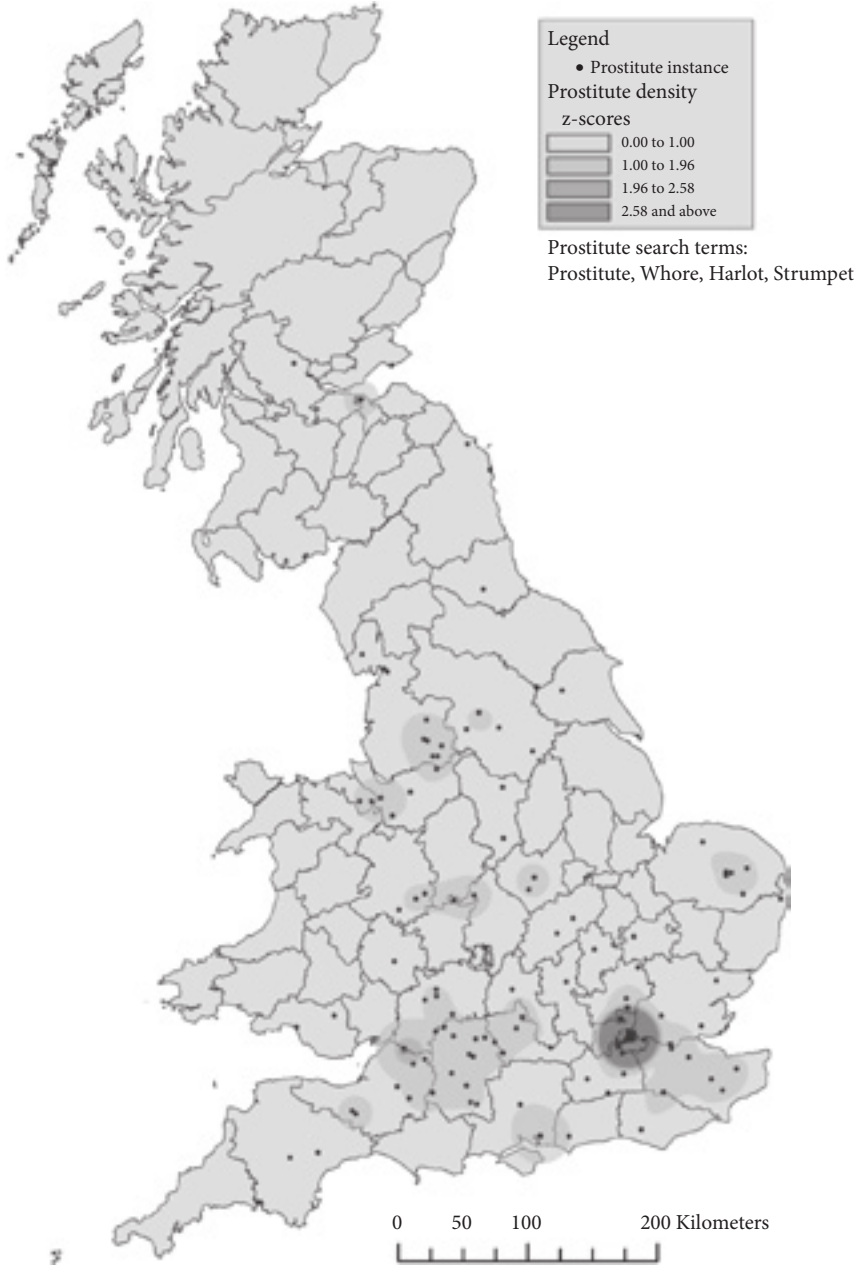 Legend
• Prostitute instance
Prostitute density
z-scores
0.00 to 1.00
1.00 to 1.96
1.96 to 2.58
2.58 and above
Prostitute search terms:
Prostitute, Whore, Harlot, Strumpet
0 50 100 200 Kilometers